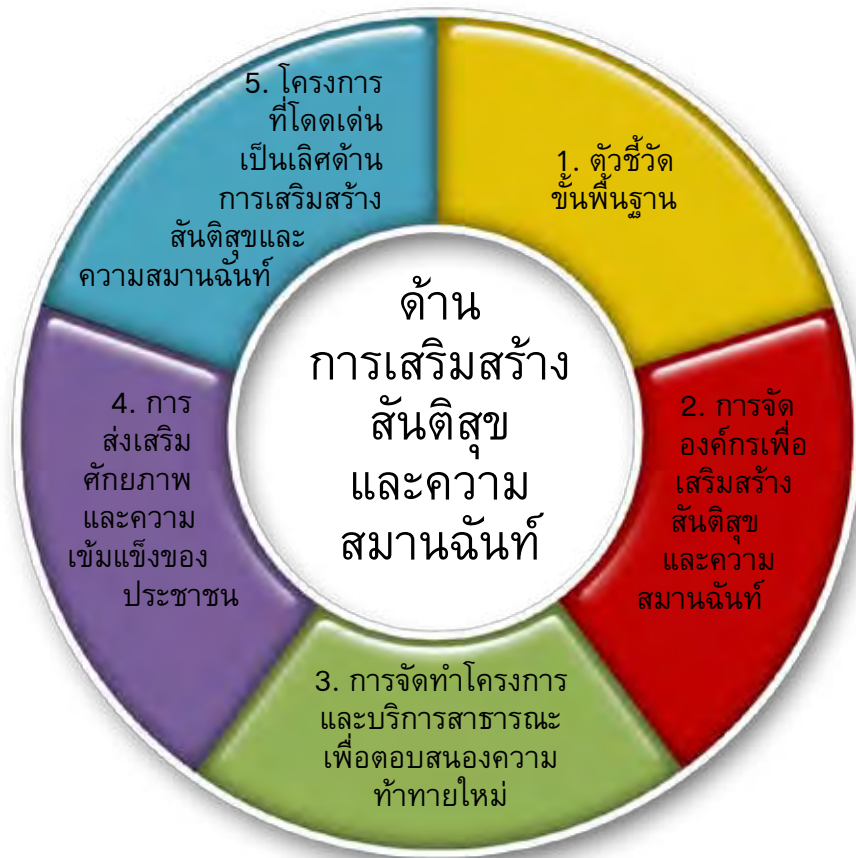 ด้าน
การเสริมสร้าง
สันติสุข
และความ
สมานฉันท์
1. ตัวชี้วัด
ขั้นพื้นฐาน
2. การจัด
องค์กรเพื่อ
เสริมสร้าง
สันติสุข
และความ
สมานฉันท์
3. การจัดทำโครงการ
และบริการสาธารณะ
เพื่อตอบสนองความ
ท้าทายใหม่
4. การ
ส่งเสริม
ศักยภาพ
และความ
เข้มแข็งของ
ประชาชน
5. โครงการ
ที่โดดเด่น
เป็นเลิศด้าน
การเสริมสร้าง
สันติสุขและ
ความสมานฉันท์